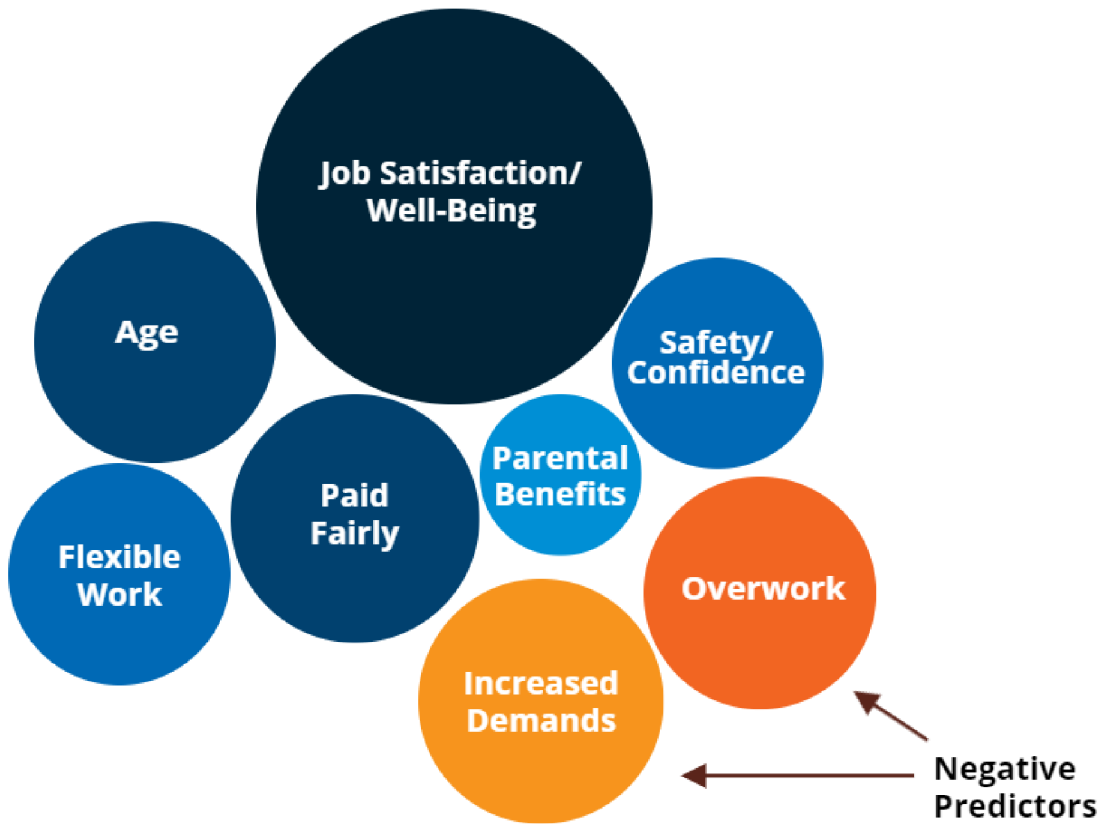 Job Satisfaction/
Well-Being
Age
Safety/
Confidence
Parental
Benefits
Paid
Fairly
Flexible
Work
Overwork
Increased
Demands
Negative
Predictors